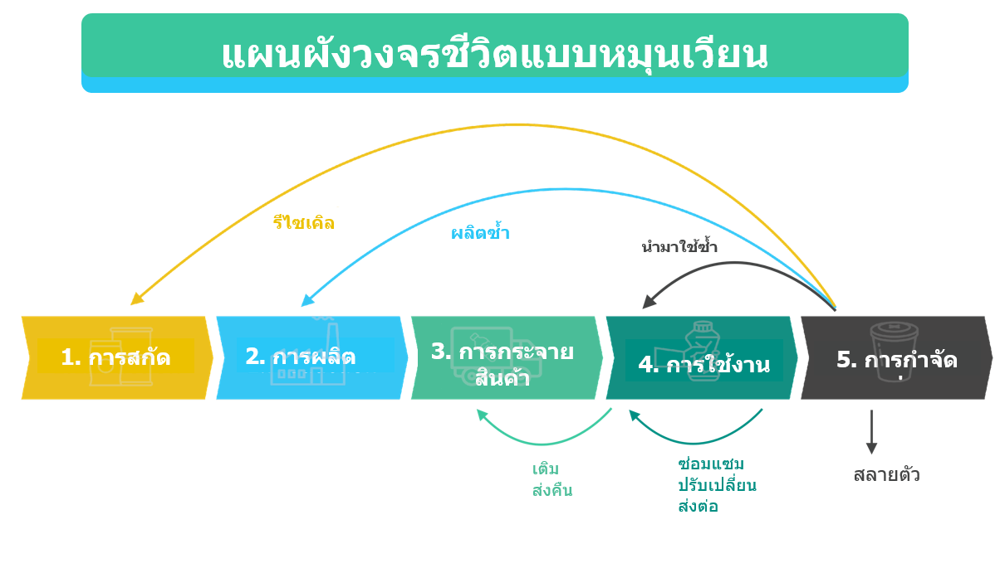 แผนผังวงจรชีวิตแบบหมุนเวียน
รีไซเคิล
ผลิตซ้ำ
นำมาใช้ซ้ำ
1. การสกัด
2. การผลิต
3. การกระจาย
สินค้า
4. การใช้งาน
5. การกำจัด
เติม
ส่งคืน
ซ่อมแซม
ปรับเปลี่ยน
ส่งต่อ
สลายตัว